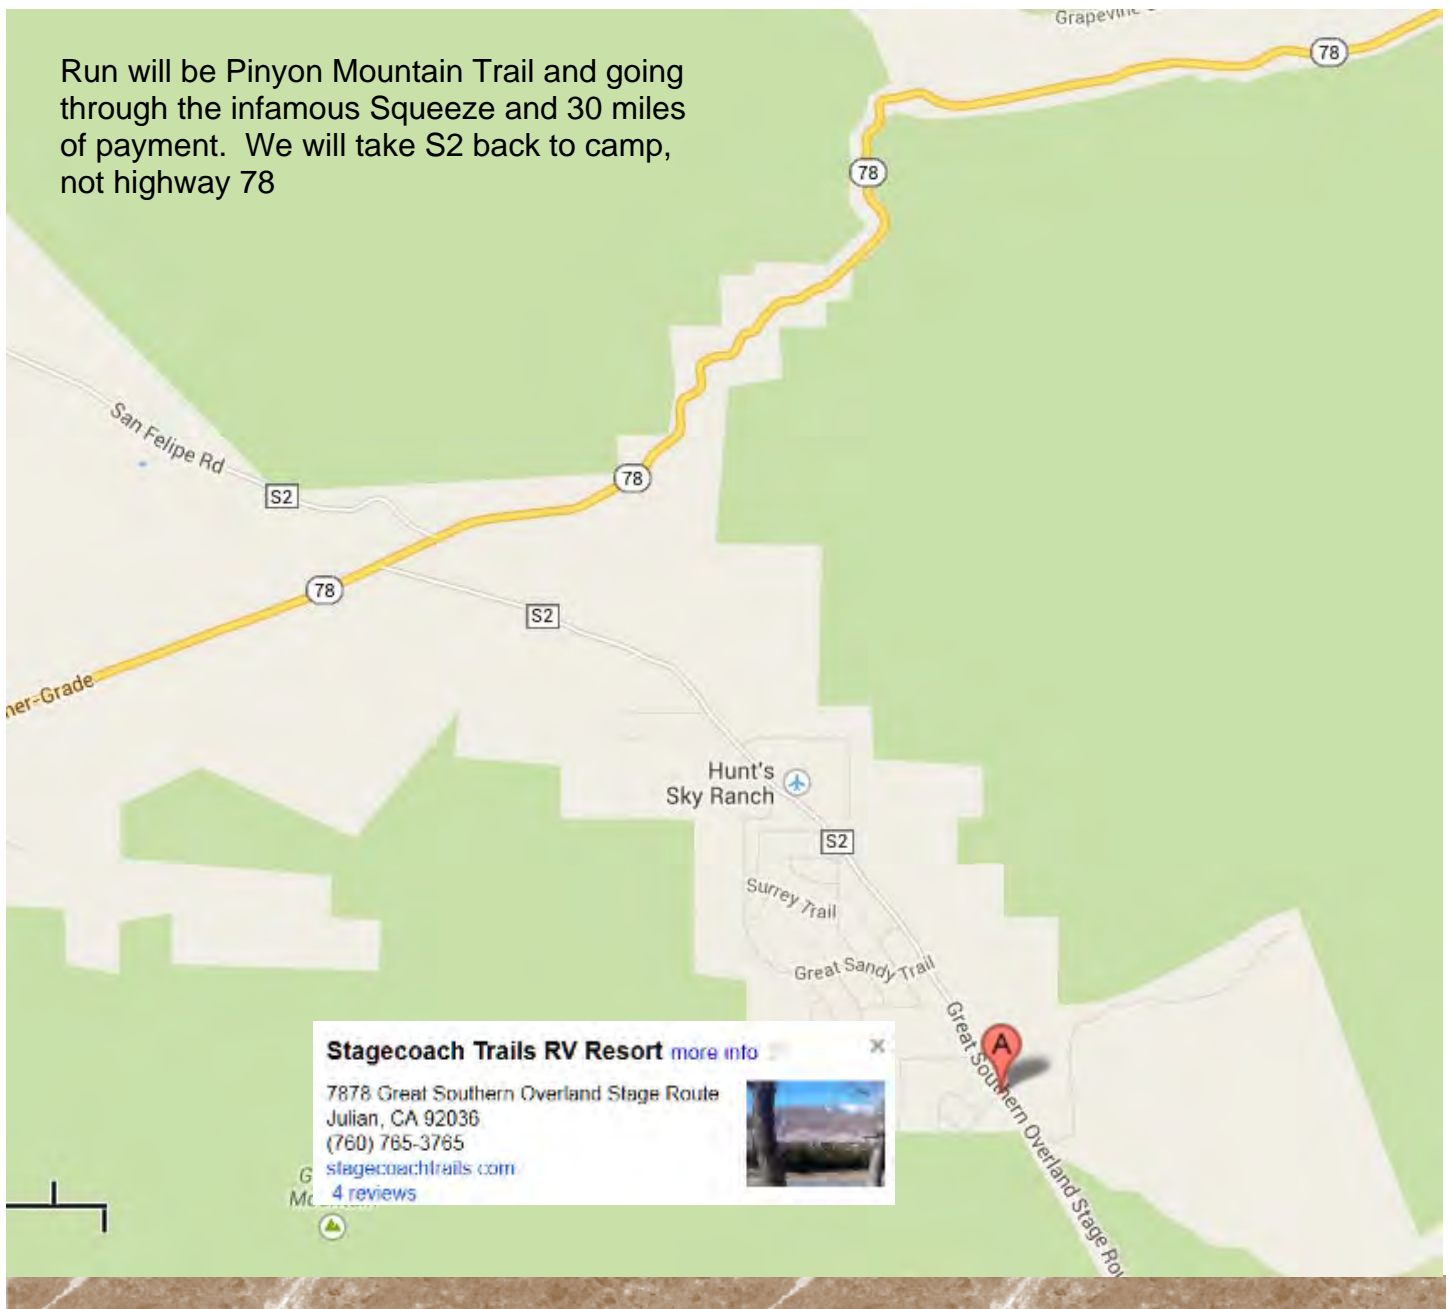 Grapevine
78
Run will be Pinyon Mountain Trail and going
through the infamous Squeeze and 30 miles
of payment.  We will take S2 back to camp,
not highway 78
78
San Felipe Rd
S2
78
78
S2
ner-Grade
Hunt's
Sky Ranch
S2
Surrey Trail
Great Sandy Trail
Great Southern Overland Stage Rou
A
Stagecoach Trails RV Resort more info
7878 Great Southern Overland Stage Route
Julian, CA 92036
(760) 765-3765
stagecoachtrails.com
4 reviews